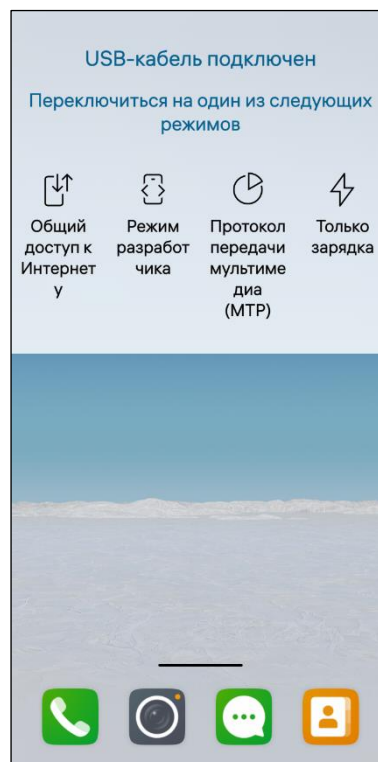 USB-кабель подключен
Переключиться на один из следующих
режимов
Общий
доступ к
Интернет
у
Режим
разработ
чика
Протокол
передачи
мультиме
диа
(MTP)
Только
зарядка